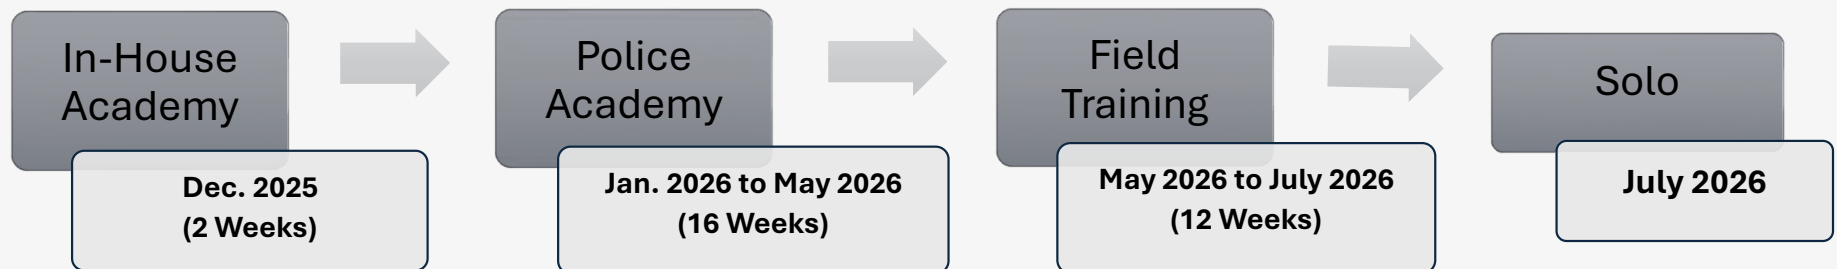 In-House
Academy
Dec. 2025
(2 Weeks)
Police
Academy
Jan. 2026 to May 2026
(16 Weeks)
Field
Training
May 2026 to July 2026
(12 Weeks)
Solo
July 2026